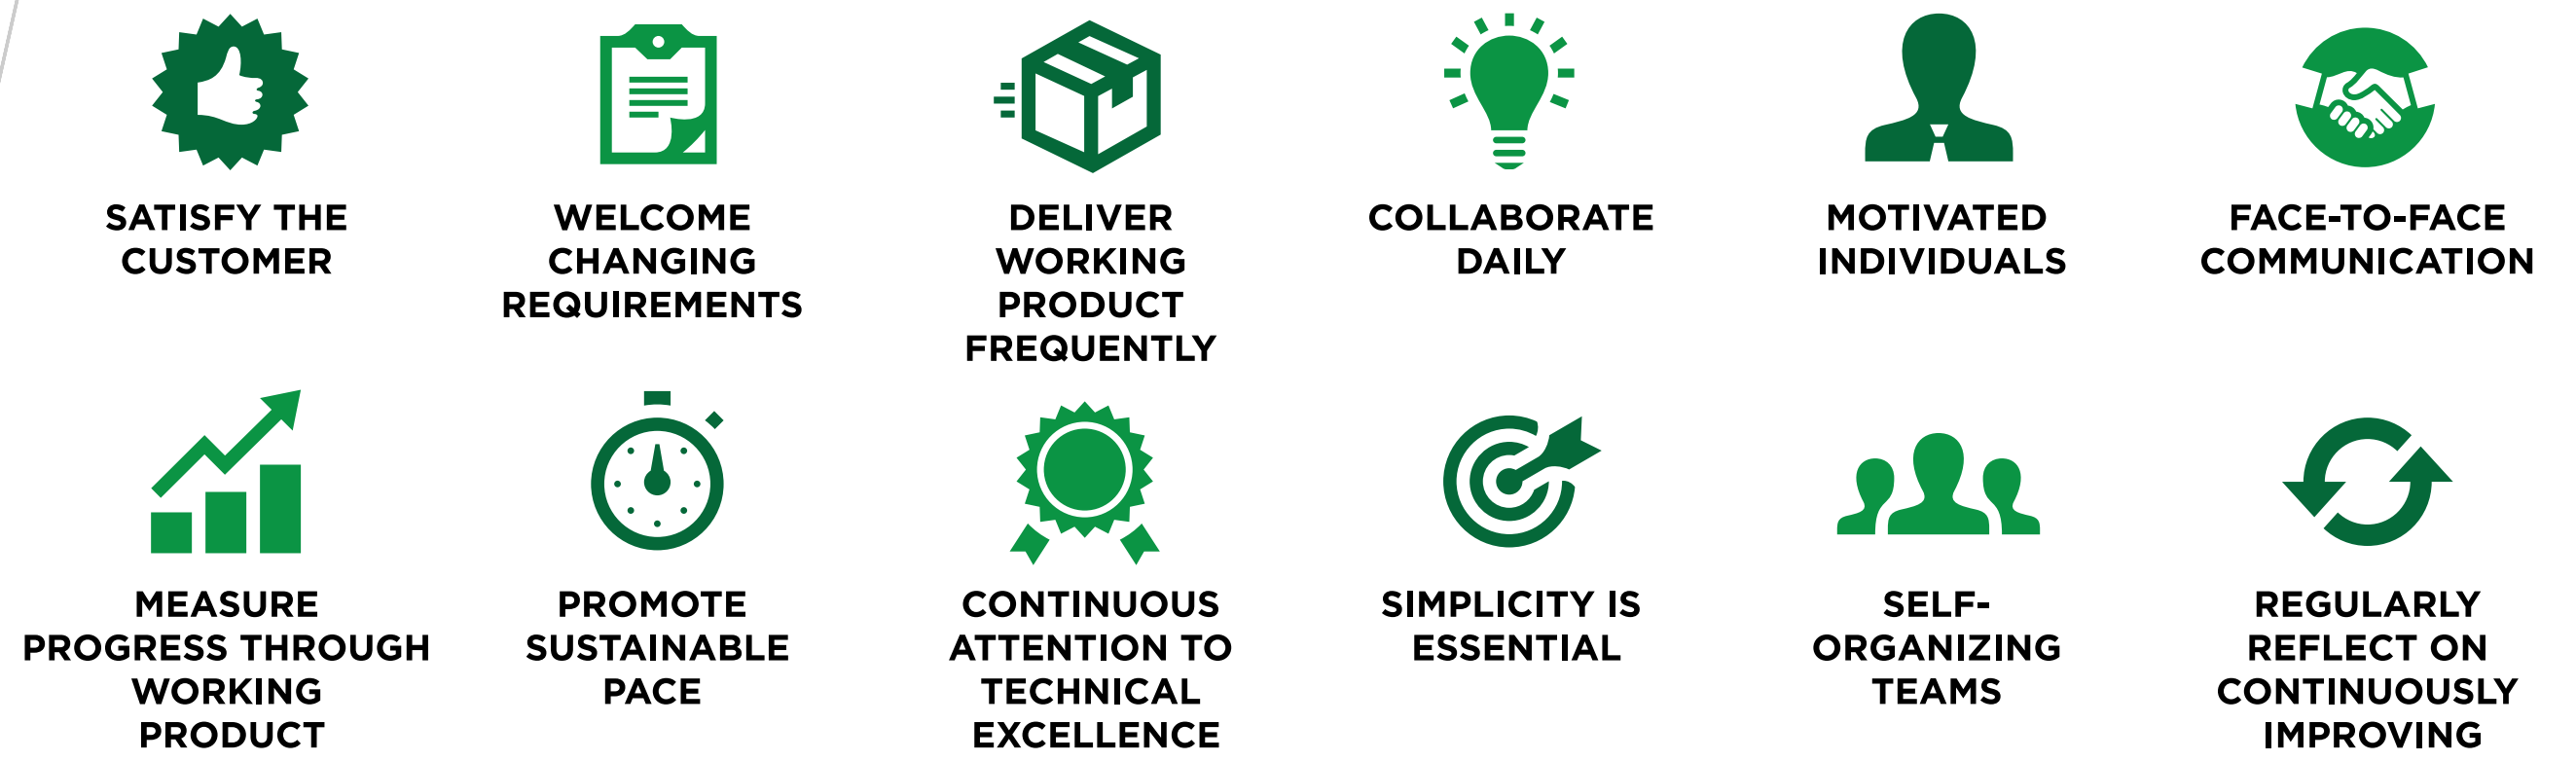 SATISFY THE
CUSTOMER
WELCOME
CHANGING
REQUIREMENTS
DELIVER
WORKING
PRODUCT
FREQUENTLY
COLLABORATE
DAILY
MOTIVATED
INDIVIDUALS
FACE-TO-FACE
COMMUNICATION
MEASURE
PROGRESS THROUGH
WORKING
PRODUCT
PROMOTE
SUSTAINABLE
PACE
CONTINUOUS
ATTENTION TO
TECHNICAL
EXCELLENCE
SIMPLICITY IS
ESSENTIAL
SELF-
ORGANIZING
TEAMS
REGULARLY
REFLECT ON
CONTINUOUSLY
IMPROVING